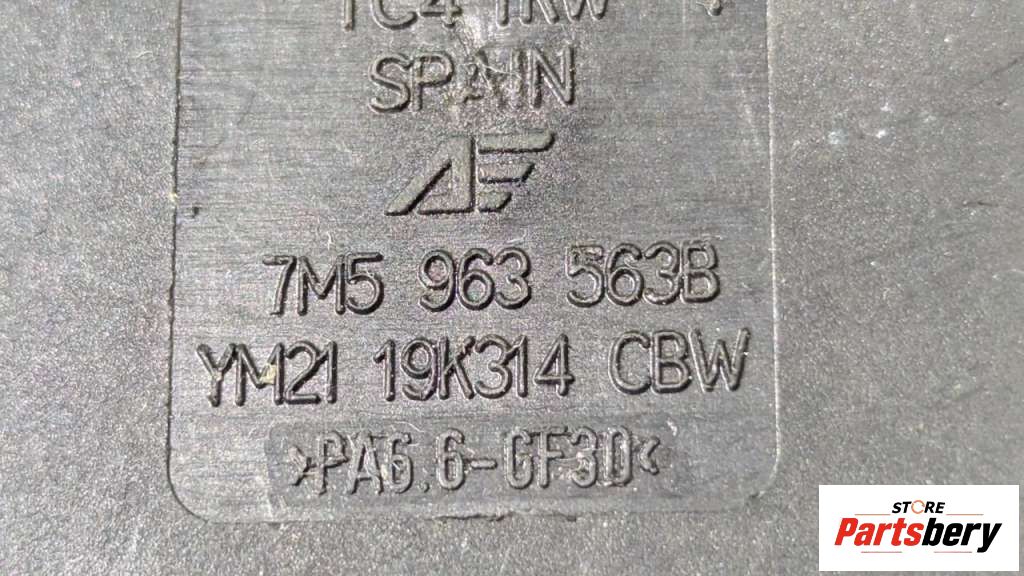 SPAIN
7M5 963 563B
YM21 19K314 CBW
>PA6.6-GF30<
STORE
Partsbery